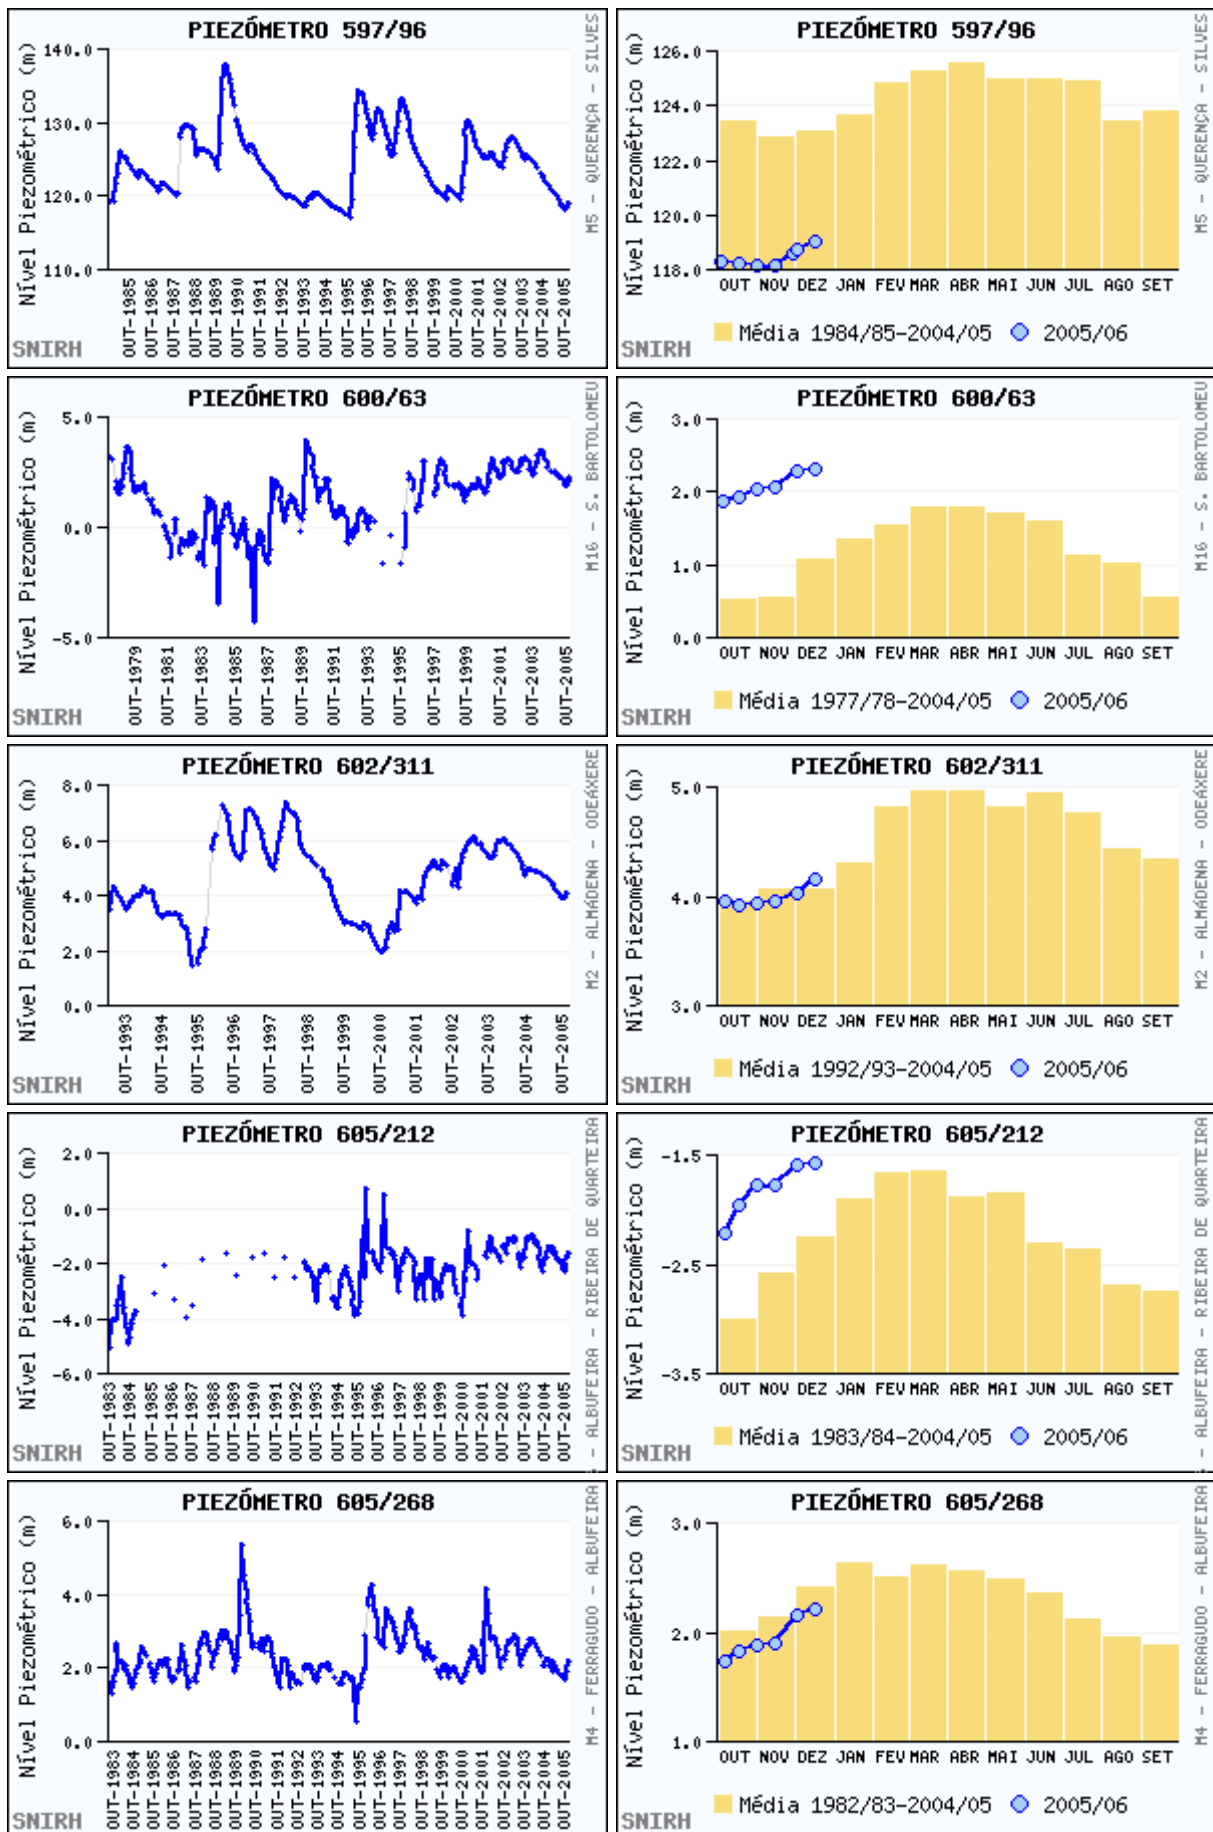 PIEZÓMETRO 597/96
Nível Piezométrico (m)
140.0
130.0
120.0
110.0
OUT-1985
OUT-1986
OUT-1987
OUT-1988
OUT-1989
OUT-1990
OUT-1991
OUT-1992
OUT-1993
OUT-1994
OUT-1995
OUT-1996
OUT-1997
OUT-1998
OUT-1999
OUT-2000
OUT-2001
OUT-2003
OUT-2004
OUT-2005
M5 - QUERENÇA - SILVES
SNIRH
PIEZÓMETRO 597/96
Nível Piezométrico (m)
126.0
124.0
122.0
120.0
118.0
OUT NOV DEZ JAN FEV MAR ABR MAI JUN JUL AGO SET
Média 1984/85-2004/05 2005/06
M5 - QUERENÇA - SILVES
SNIRH
PIEZÓMETRO 600/63
Nível Piezométrico (m)
5.0
0.0
-5.0
OUT-1979
OUT-1981
OUT-1983
OUT-1985
OUT-1987
OUT-1989
OUT-1991
OUT-1993
OUT-1995
OUT-1997
OUT-1999
OUT-2001
OUT-2003
OUT-2005
M16 - S. BARTOLOMEU
SNIRH
PIEZÓMETRO 600/63
Nível Piezométrico (m)
3.0
2.0
1.0
0.0
OUT NOV DEZ JAN FEV MAR ABR MAI JUN JUL AGO SET
Média 1977/78-2004/05 2005/06
M16 - S. BARTOLOMEU
SNIRH
PIEZÓMETRO 602/311
Nível Piezométrico (m)
8.0
6.0
4.0
2.0
0.0
OUT-1993
OUT-1994
OUT-1995
OUT-1996
OUT-1997
OUT-1998
OUT-1999
OUT-2000
OUT-2001
OUT-2002
OUT-2003
OUT-2004
OUT-2005
M2 - ALMÁDENA - ODEÁXERE
SNIRH
PIEZÓMETRO 602/311
Nível Piezométrico (m)
5.0
4.0
3.0
OUT NOV DEZ JAN FEV MAR ABR MAI JUN JUL AGO SET
Média 1992/93-2004/05 2005/06
M2 - ALMÁDENA - ODEÁXERE
SNIRH
PIEZÓMETRO 605/212
Nível Piezométrico (m)
2.0
0.0
-2.0
-4.0
-6.0
OUT-1983
OUT-1984
OUT-1985
OUT-1986
OUT-1987
OUT-1988
OUT-1989
OUT-1990
OUT-1991
OUT-1992
OUT-1993
OUT-1994
OUT-1995
OUT-1996
OUT-1997
OUT-1998
OUT-1999
OUT-2000
OUT-2001
OUT-2002
OUT-2003
OUT-2004
OUT-2005
- ALBUFEIRA - RIBEIRA DE QUARTEIRA
SNIRH
PIEZÓMETRO 605/212
Nível Piezométrico (m)
-1.5
-2.5
-3.5
OUT NOV DEZ JAN FEV MAR ABR MAI JUN JUL AGO SET
Média 1983/84-2004/05 2005/06
- ALBUFEIRA - RIBEIRA DE QUARTEIRA
SNIRH
PIEZÓMETRO 605/268
Nível Piezométrico (m)
6.0
4.0
2.0
0.0
OUT-1983
OUT-1984
OUT-1985
OUT-1986
OUT-1987
OUT-1988
OUT-1989
OUT-1990
OUT-1991
OUT-1992
OUT-1993
OUT-1994
OUT-1995
OUT-1996
OUT-1997
OUT-1998
OUT-1999
OUT-2000
OUT-2001
OUT-2002
OUT-2003
OUT-2004
OUT-2005
M4 - FERRAGUDO - ALBUFEIRA
SNIRH
PIEZÓMETRO 605/268
Nível Piezométrico (m)
3.0
2.0
1.0
OUT NOV DEZ JAN FEV MAR ABR MAI JUN JUL AGO SET
Média 1982/83-2004/05 2005/06
M4 - FERRAGUDO - ALBUFEIRA
SNIRH